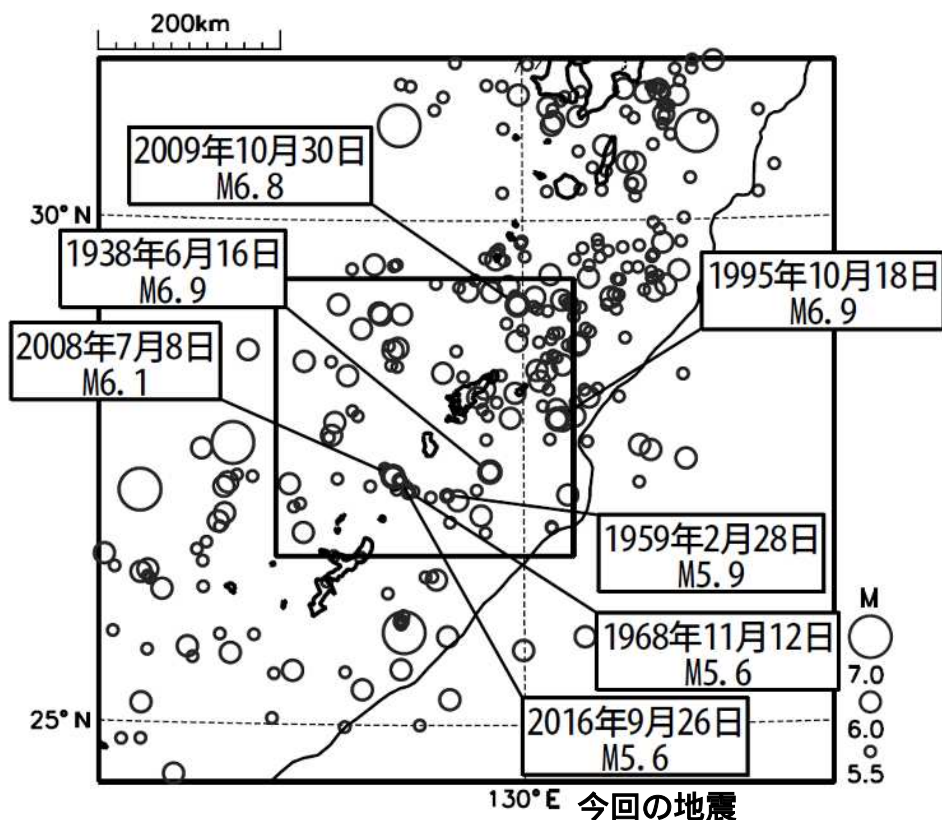 200km
2009年10月30日
M6.8
30°N
1938年6月16日
M6.9
1995年10月18日
M6.9
2008年7月8日
M6.1
1959年2月28日
M5.9
M
1968年11月12日
M5.6
7.0
25°N
2016年9月26日
M5.6
6.0
5.5
130°E
今回の地震